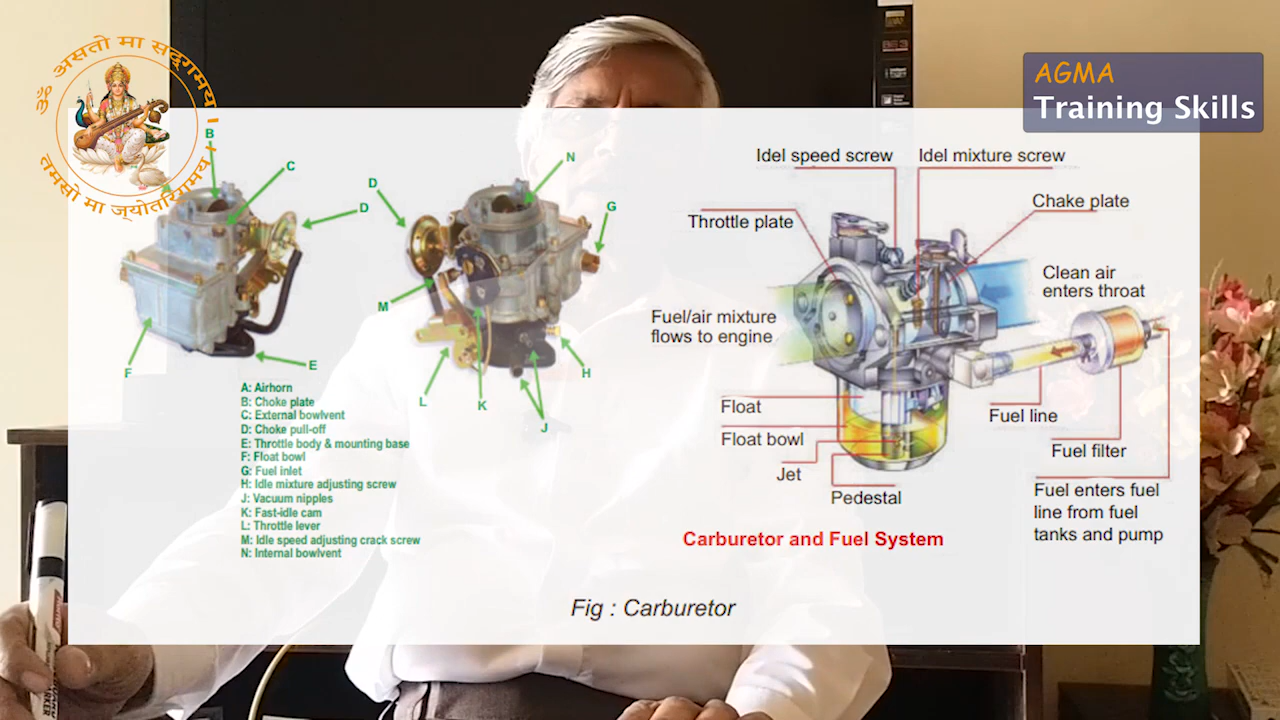 ॐ असतो मा सद्‌गमय ।
तमसो मा ज्योतिर्गमय ।
AGMA
Training Skills
B
C
D
F
E
D
N
G
M
L
K
J
H
A: Airhorn
B: Choke plate
C: External bowlvent
D: Choke pull-off
E: Throttle body & mounting base
F: Float bowl
G: Fuel inlet
H: Idle mixture adjusting screw
J: Vacuum nipples
K: Fast-idle cam
L: Throttle lever
M: Idle speed adjusting crack screw
N: Internal bowlvent
Idel speed screw
Idel mixture screw
Throttle plate
Chake plate
Clean air
enters throat
Fuel/air mixture
flows to engine
Float
Float bowl
Jet
Pedestal
Fuel line
Fuel filter
Fuel enters fuel
line from fuel
tanks and pump
Carburetor and Fuel System
Fig : Carburetor